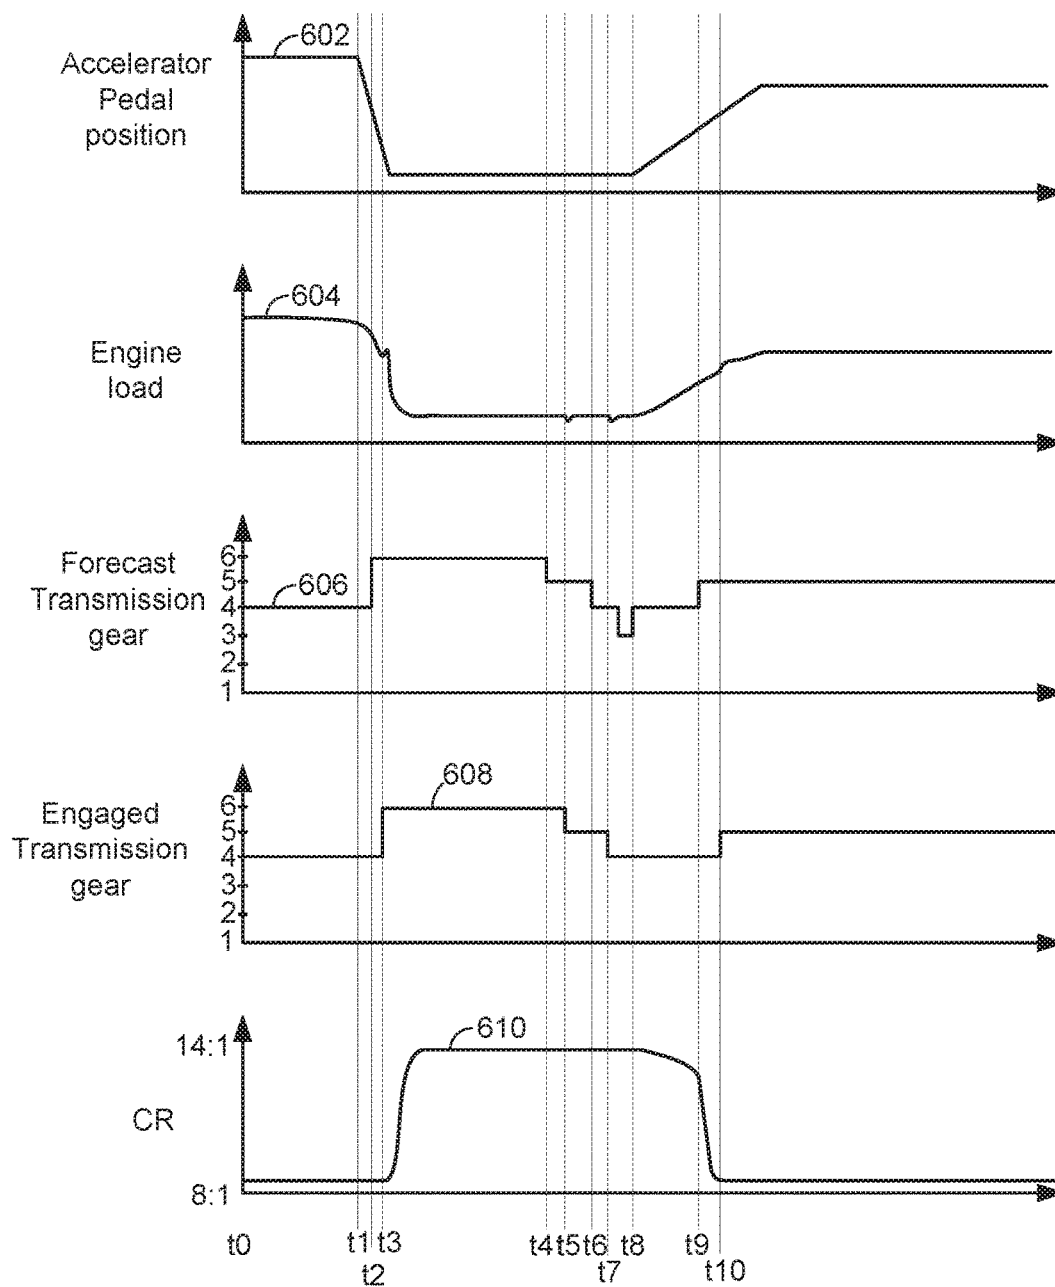 602
Accelerator
Pedal
position
604
Engine
load
Forecast
Transmission
gear
6
5
4
3
2
1
606
Engaged
Transmission
gear
6
5
4
3
2
1
608
610
14:1
CR
8:1
t0
t1
t2
t3
t4
t5
t6
t7
t8
t9
t10